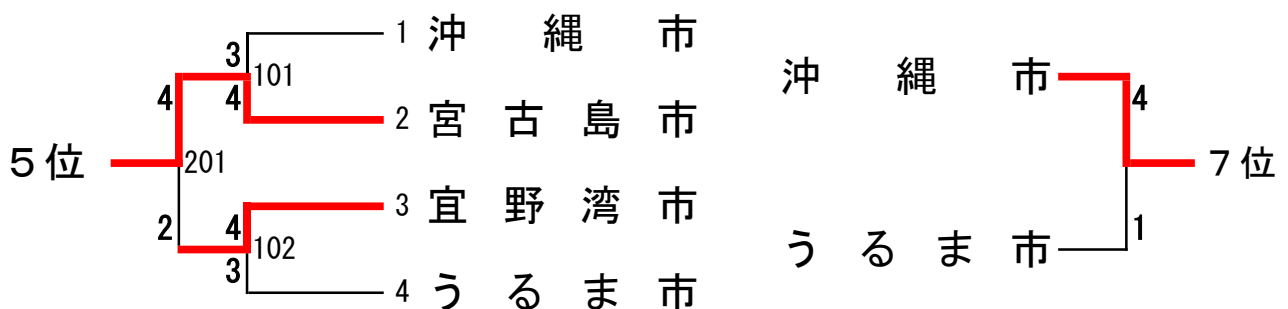 3 1 沖縄市
101
4 4 2 宮古島市
5位 201
2 4 3 宜野湾市
102
3 4 うるま市
沖縄市 4
7位
うるま市 1